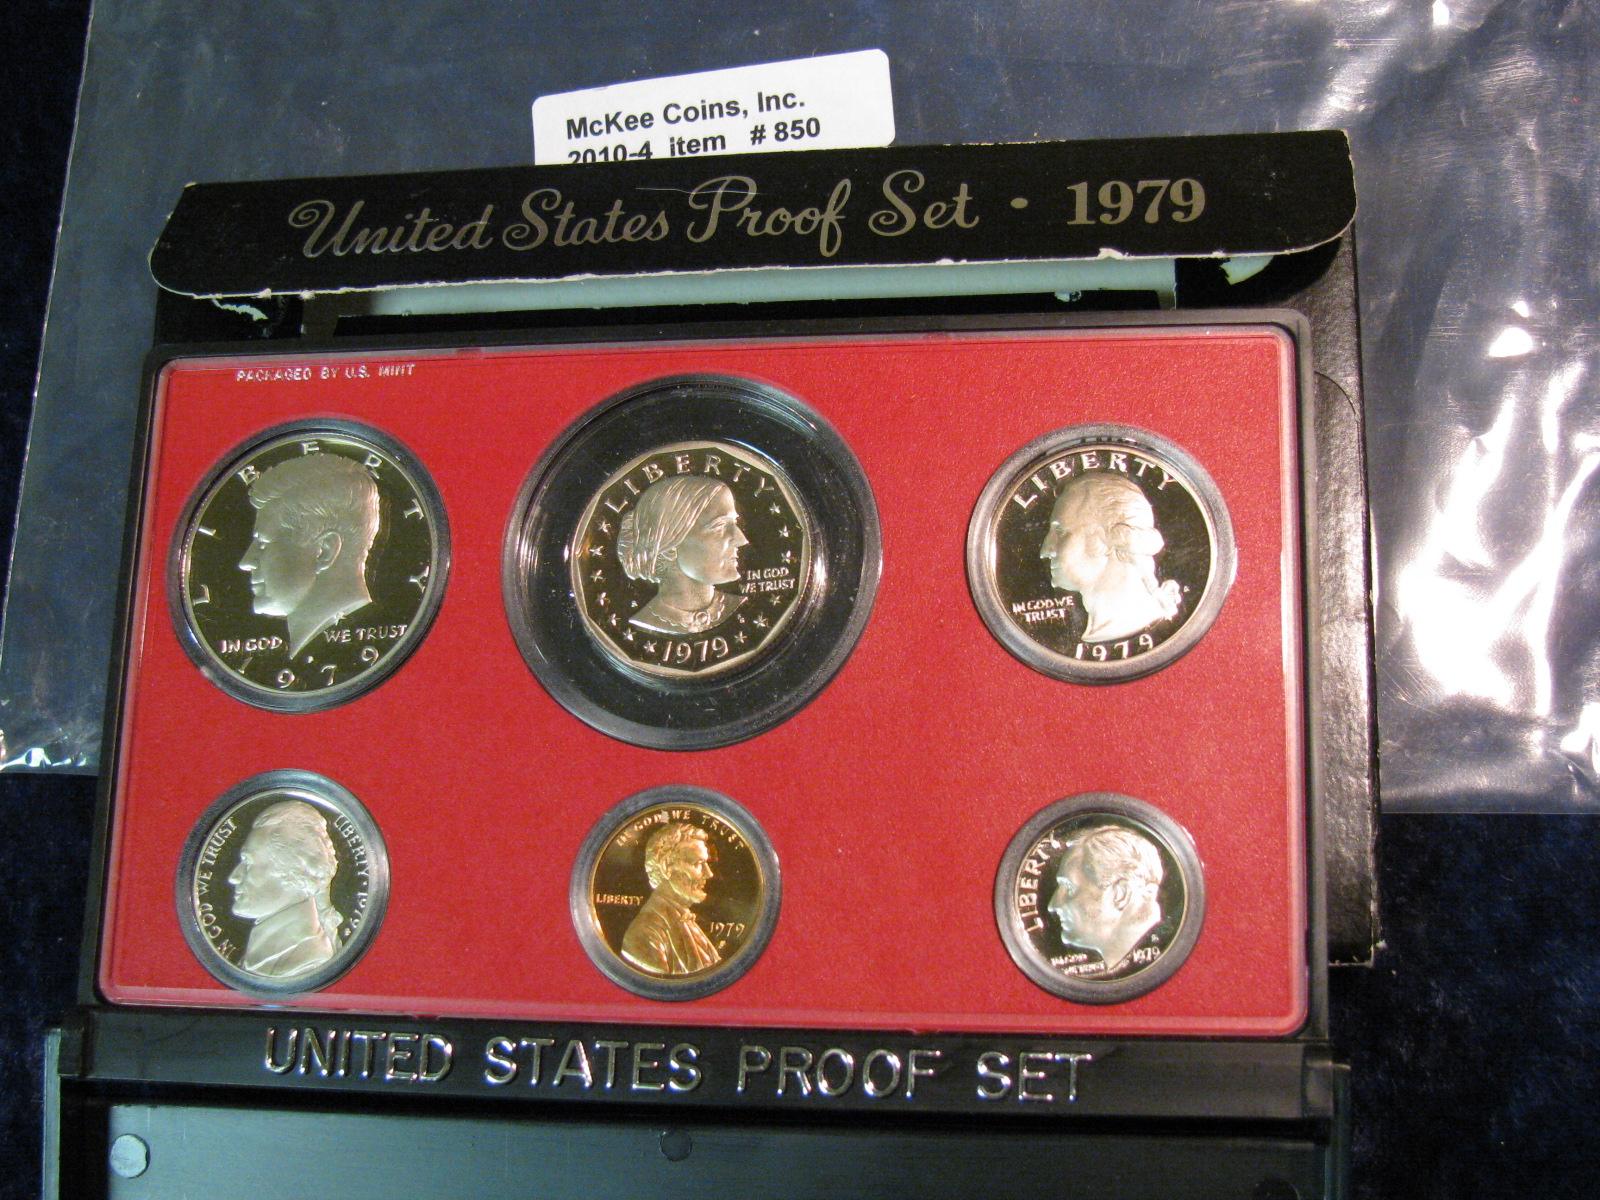 McKee Coins, Inc.
2010-4 item # 850
United States Proof Set • 1979
PACKAGED BY U.S. MINT
LIBERTY
IN GOD WE TRUST
1979
LIBERTY
IN GOD
WE TRUST
1979
LIBERTY
IN GOD WE
TRUST
1979
IN GOD WE TRUST
LIBERTY • 1979
IN GOD WE TRUST
LIBERTY
1979
S
LIBERTY
IN GOD
WE TRUST
S
1979
UNITED STATES PROOF SET